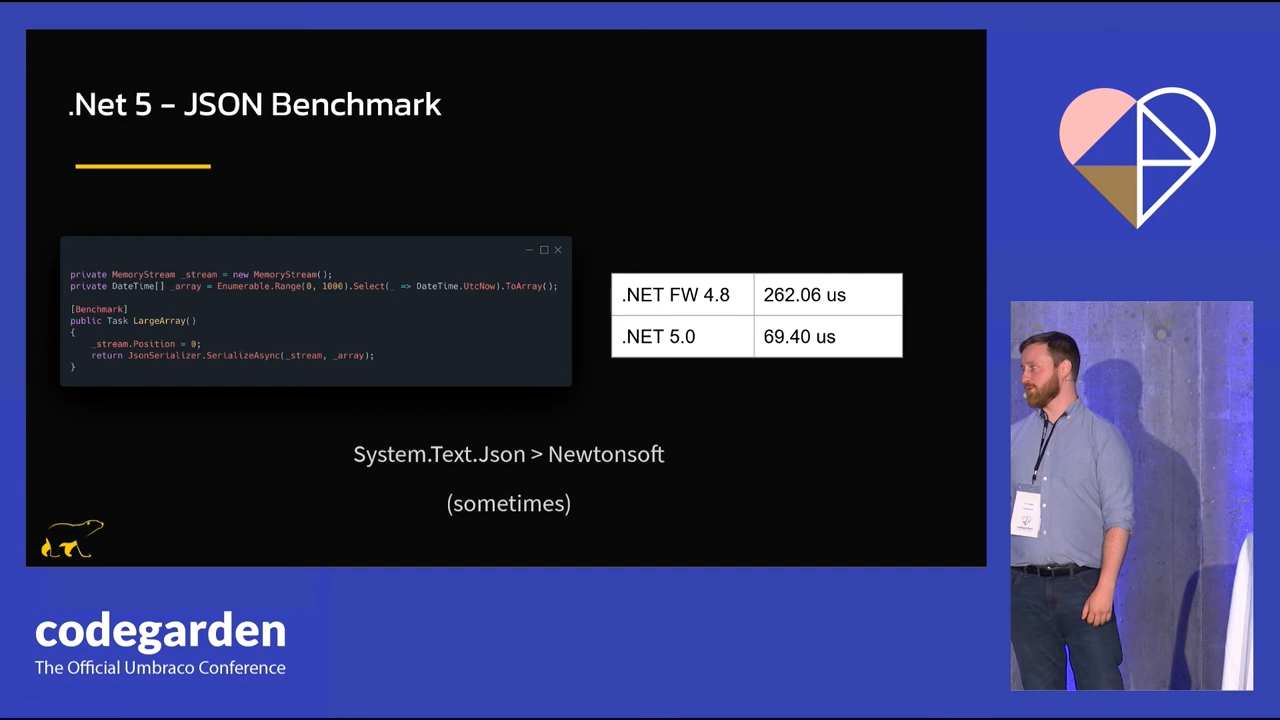 .Net 5 – JSON Benchmark
private MemoryStream _stream = new MemoryStream();
private DateTime[] _array = Enumerable.Range(0, 1000).Select(_ => DateTime.UtcNow).ToArray();
[Benchmark]
public Task LargeArray()
{
_stream.Position = 0;
return JsonSerializer.SerializeAsync(_stream, _array);
}
.NET FW 4.8 262.06 us
.NET 5.0 69.40 us
System.Text.Json > Newtonsoft
(sometimes)
codegarden
The Official Umbraco Conference